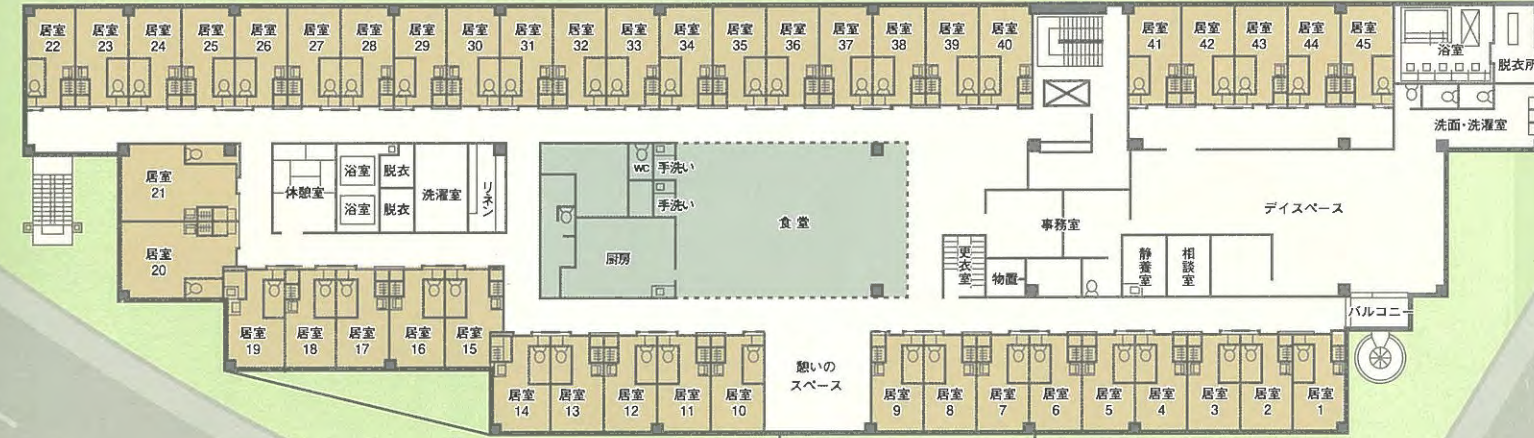 居室
22
居室
23
居室
24
居室
25
居室
26
居室
27
居室
28
居室
29
居室
30
居室
31
居室
32
居室
33
居室
34
居室
35
居室
36
居室
37
居室
38
居室
39
居室
40
居室
41
居室
42
居室
43
居室
44
居室
45
浴室
脱衣所
洗面・洗濯室
居室
21
休憩室
浴室
脱衣
浴室
脱衣
洗濯室
リネン
WC
手洗い
手洗い
食堂
厨房
事務室
デイスペース
居室
20
更衣室
物置
静養室
相談室
バルコニー
居室
19
居室
18
居室
17
居室
16
居室
15
居室
14
居室
13
居室
12
居室
11
居室
10
憩いの
スペース
居室
9
居室
8
居室
7
居室
6
居室
5
居室
4
居室
3
居室
2
居室
1